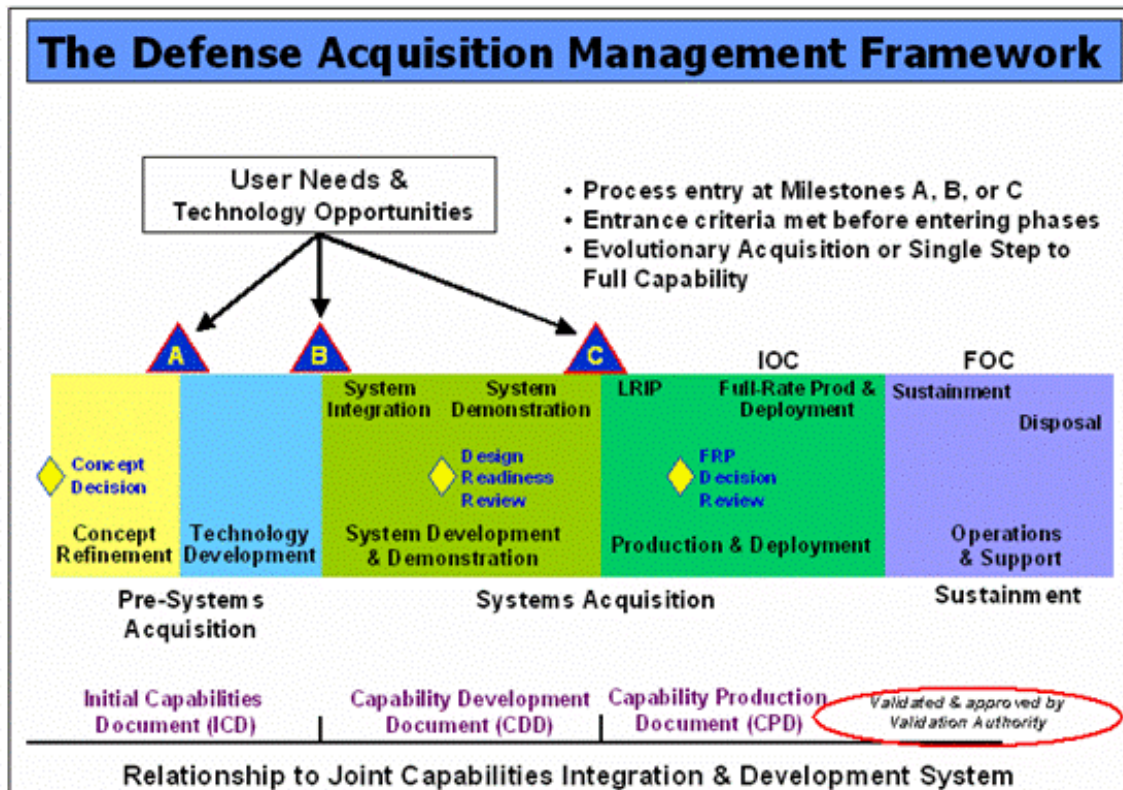 The Defense Acquisition Management Framework
User Needs &
Technology Opportunities
• Process entry at Milestones A, B, or C
• Entrance criteria met before entering phases
• Evolutionary Acquisition or Single Step to
Full Capability
A
B
C
IOC
FOC
System
Integration
System
Demonstration
LRIP
Full-Rate Prod &
Deployment
Sustainment
Disposal
Concept
Decision
Design
Readiness
Review
FRP
Decision
Review
Concept
Refinement
Technology
Development
System Development
& Demonstration
Production & Deployment
Operations
& Support
Pre-Systems
Acquisition
Systems Acquisition
Sustainment
Initial Capabilities
Document (ICD)
Capability Development
Document (CDD)
Capability Production
Document (CPD)
Validated & approved by
Validation Authority
Relationship to Joint Capabilities Integration & Development System